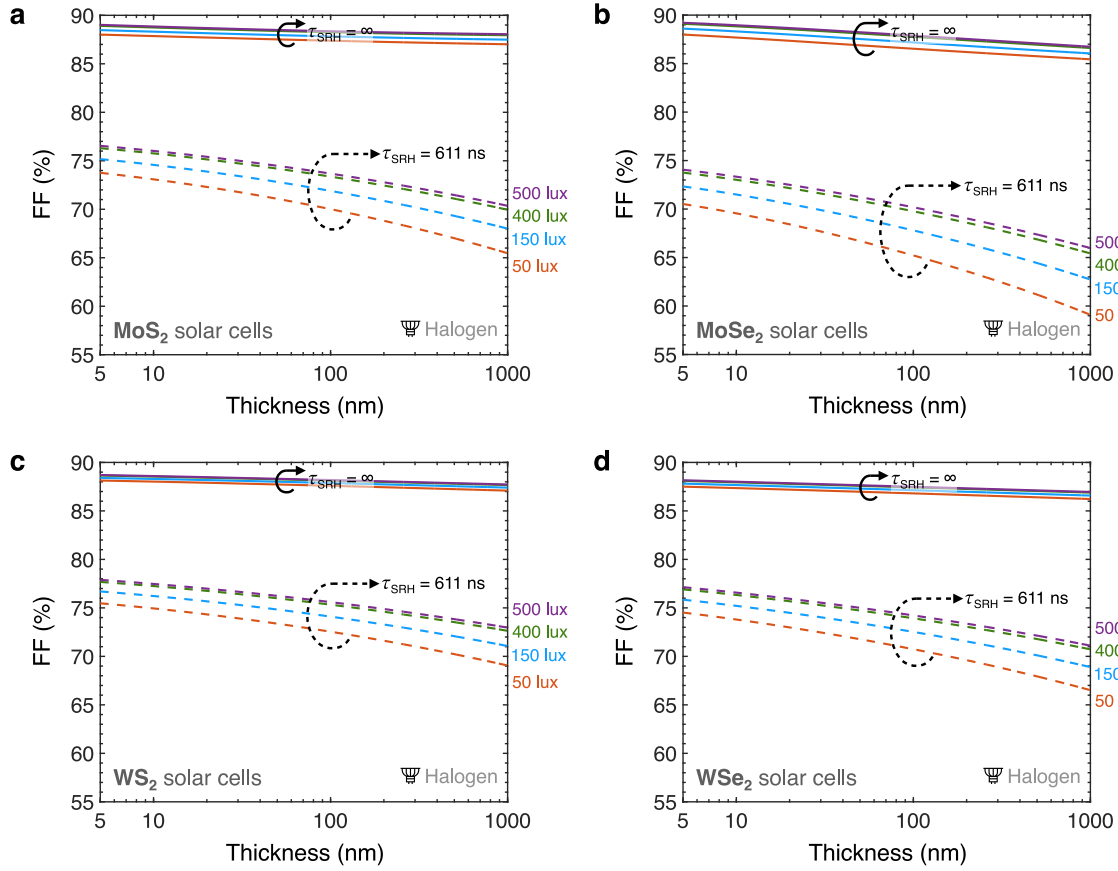 a
90
85
80
75
70
65
60
55
FF (%)
τSRH = ∞
τSRH = 611 ns
500 lux
400 lux
150 lux
50 lux
MoS2 solar cells
Halogen
5
10
100
1000
Thickness (nm)
b
90
85
80
75
70
65
60
55
FF (%)
τSRH = ∞
τSRH = 611 ns
500
400
150
50
MoSe2 solar cells
Halogen
5
10
100
1000
Thickness (nm)
c
90
85
80
75
70
65
60
55
FF (%)
τSRH = ∞
τSRH = 611 ns
500 lux
400 lux
150 lux
50 lux
WS2 solar cells
Halogen
5
10
100
1000
Thickness (nm)
d
90
85
80
75
70
65
60
55
FF (%)
τSRH = ∞
τSRH = 611 ns
500
400
150
50
WSe2 solar cells
Halogen
5
10
100
1000
Thickness (nm)